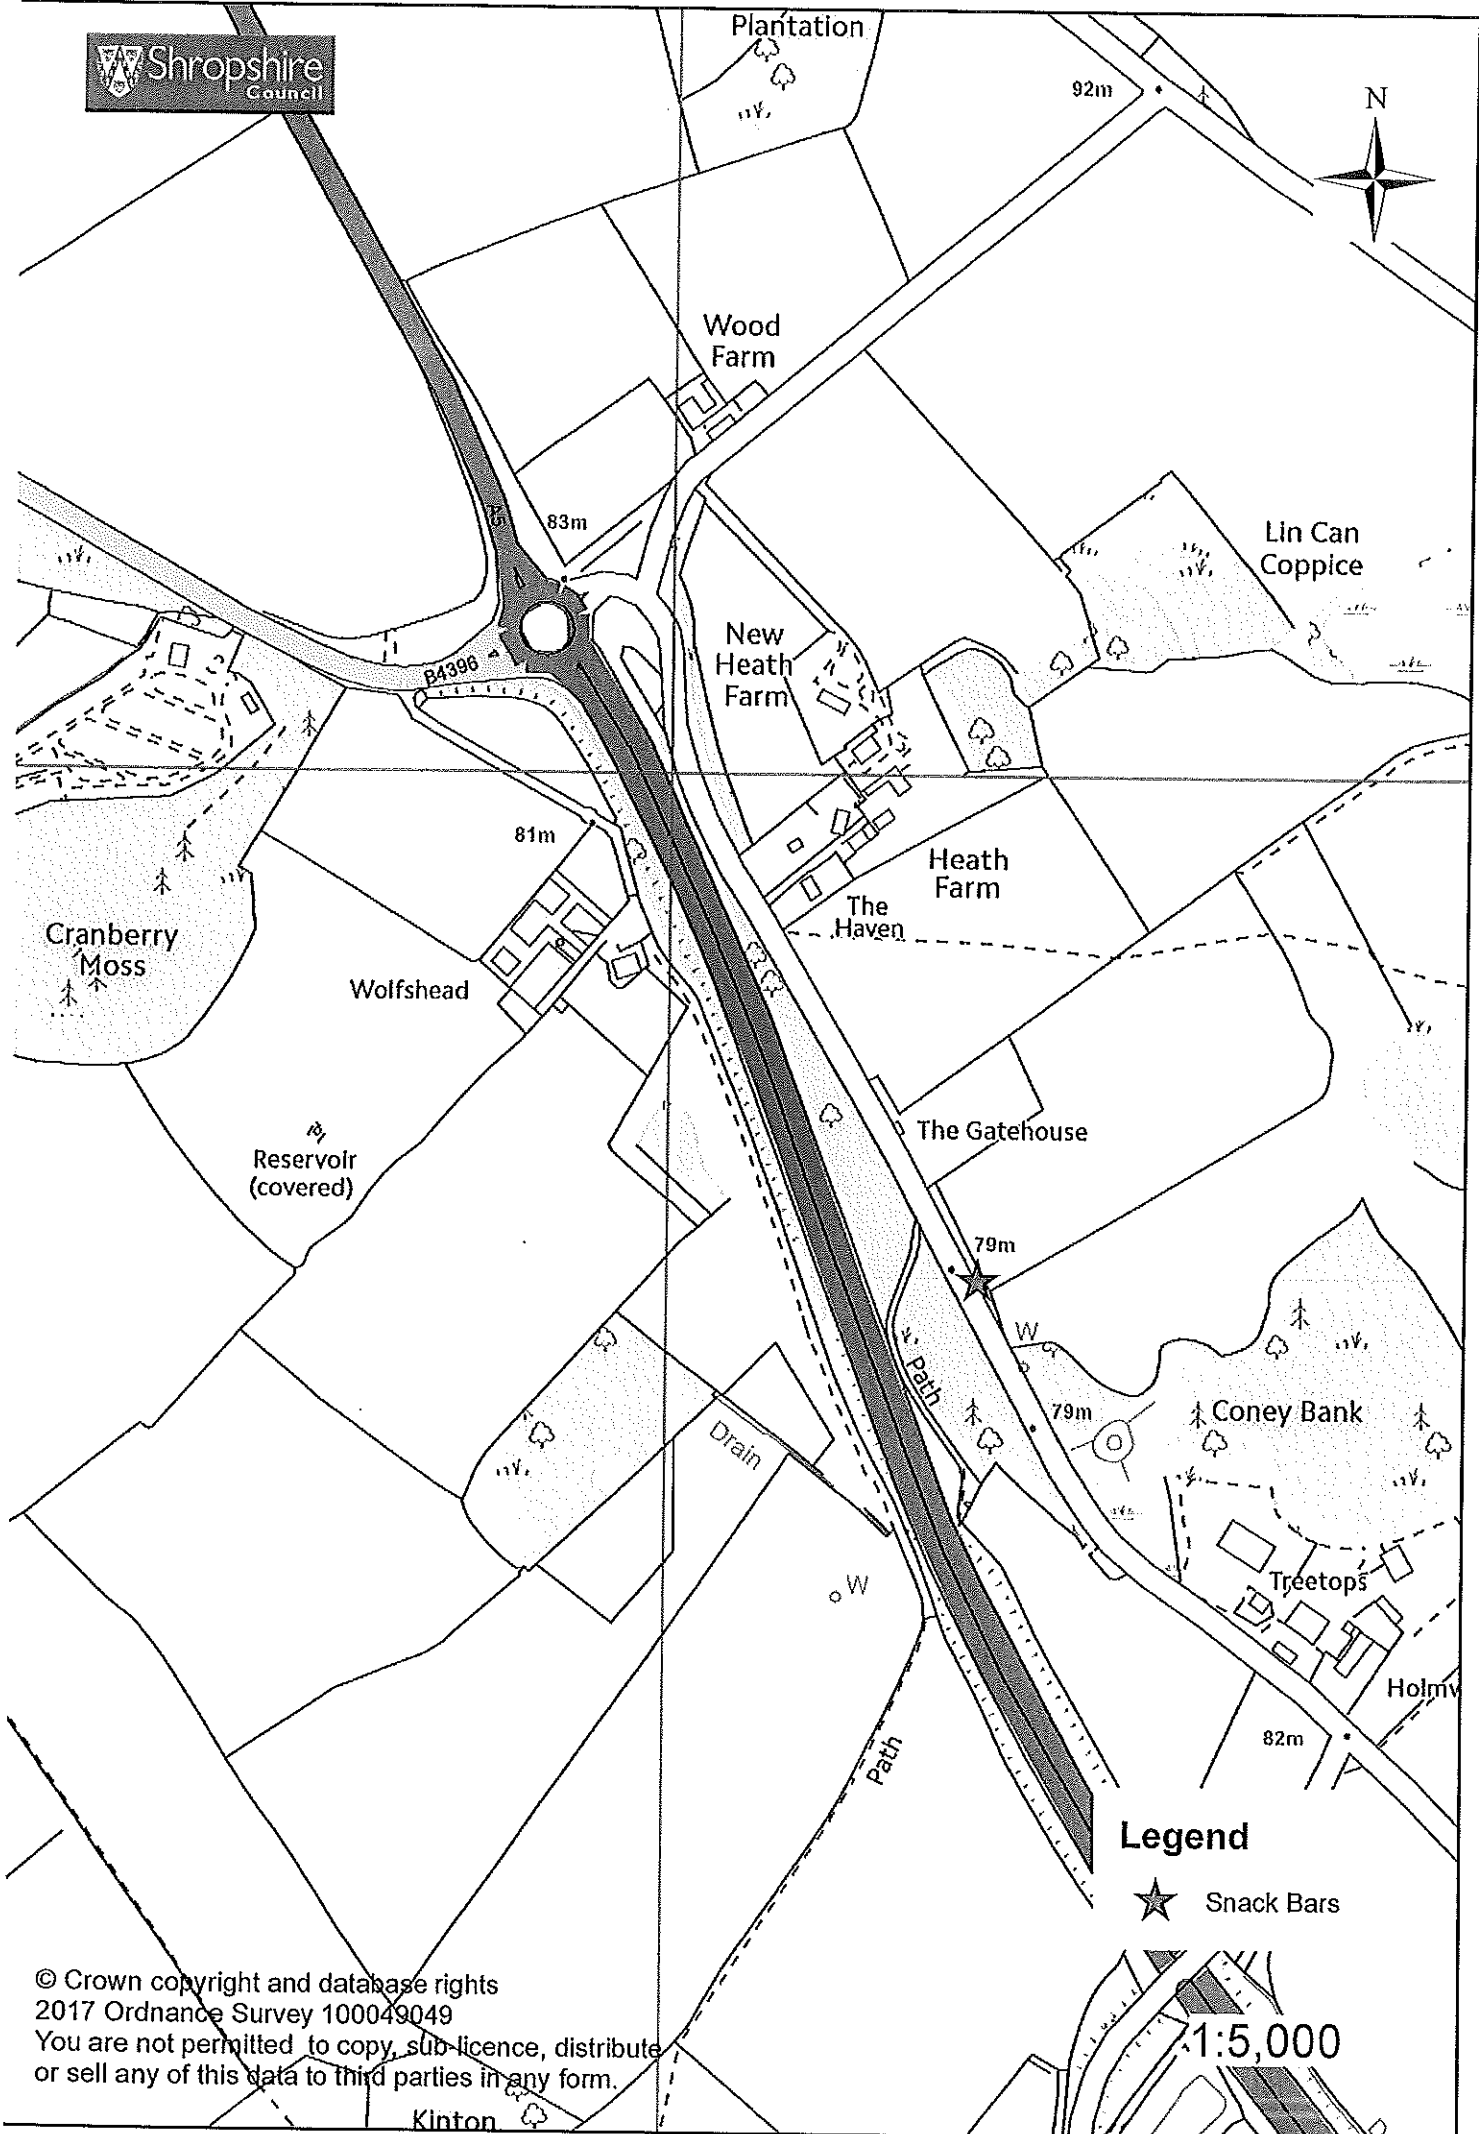 Plantation
Shropshire
Council
92m
N
Wood
Farm
A5
83m
Lin Can
Coppice
New
Heath
Farm
B4396
81m
Heath
Farm
The
Haven
Cranberry
Moss
Wolfshead
The Gatehouse
Reservoir
(covered)
79m
W
Path
79m
Coney Bank
Drain
Treetops
W
Holmw
82m
Path
Legend
Snack Bars
© Crown copyright and database rights
2017 Ordnance Survey 100049049
You are not permitted to copy, sub-licence, distribute
or sell any of this data to third parties in any form.
1:5,000
Kinton